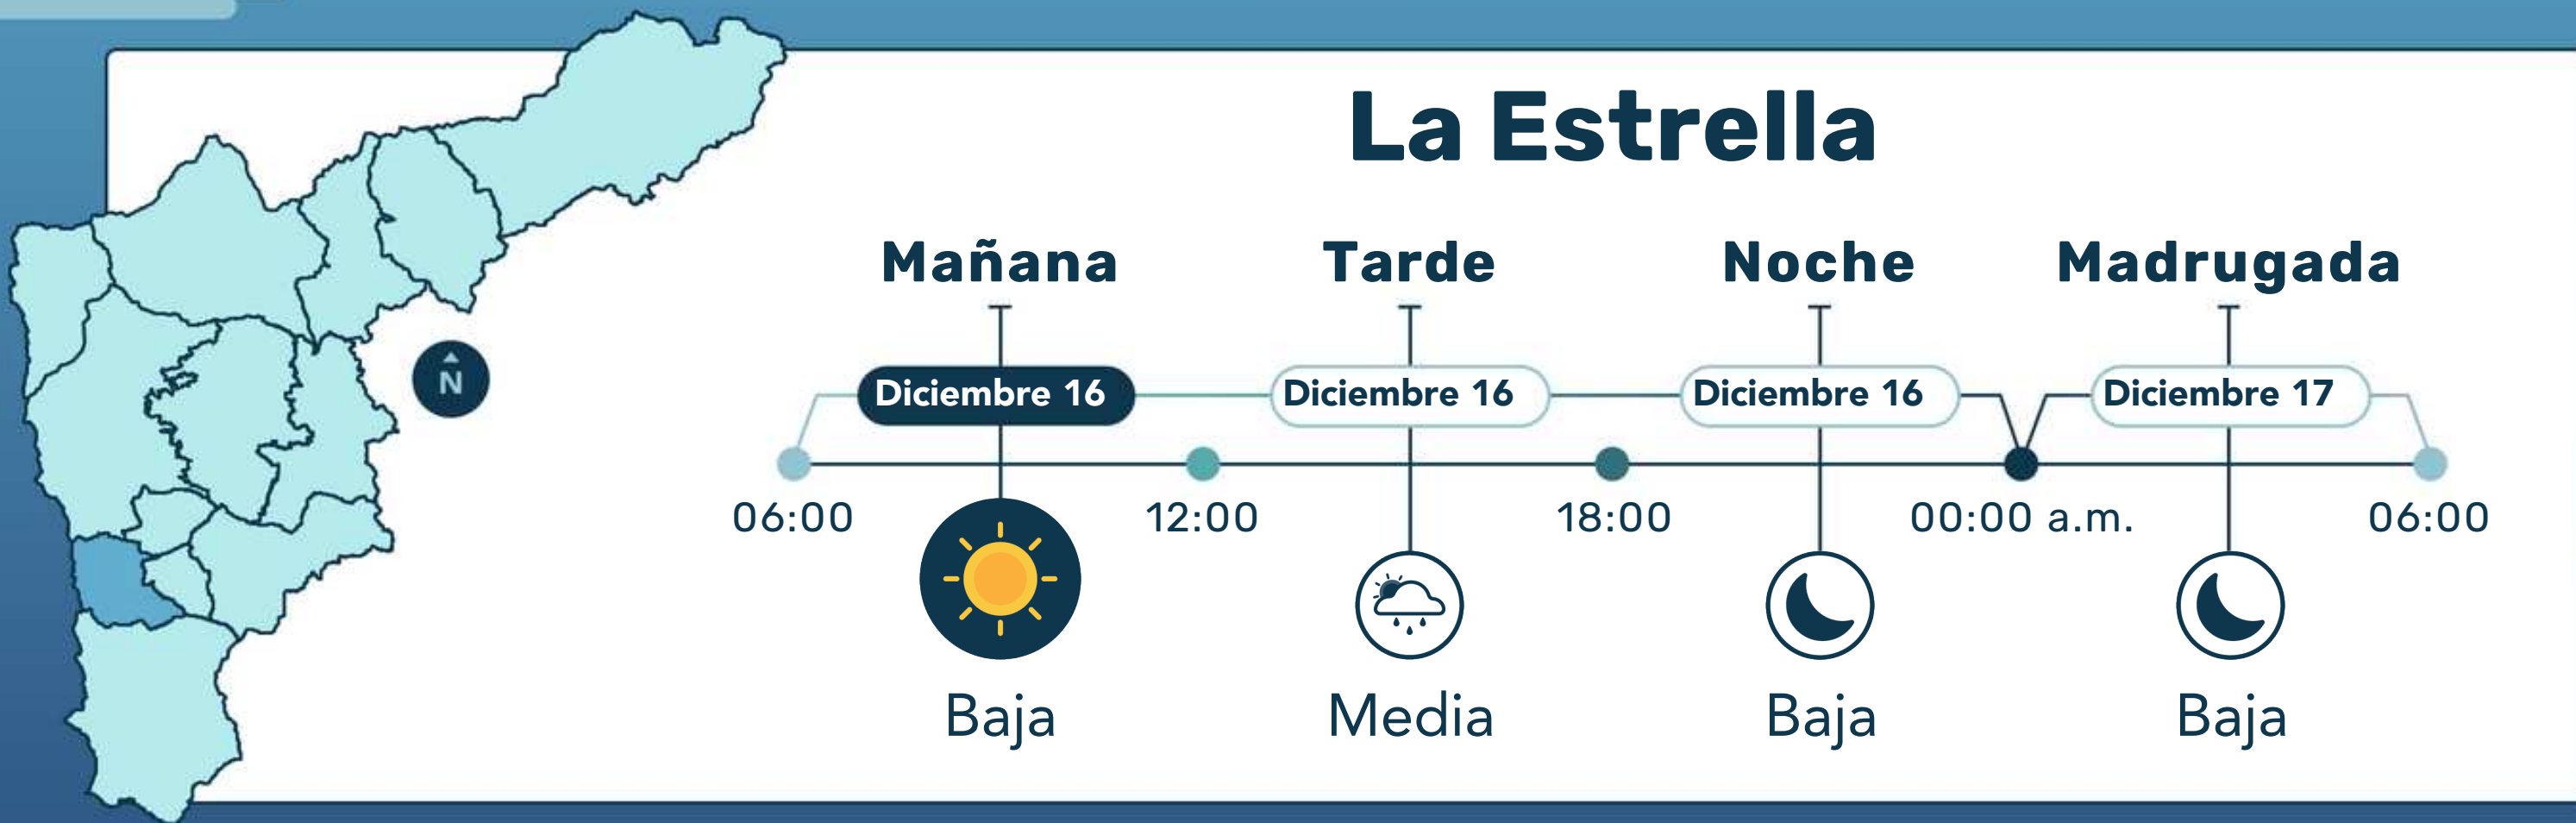 La Estrella
Mañana Tarde Noche Madrugada
N
Diciembre 16 Diciembre 16 Diciembre 16 Diciembre 17
06:00 12:00 18:00 00:00 a.m. 06:00
Baja Media Baja Baja